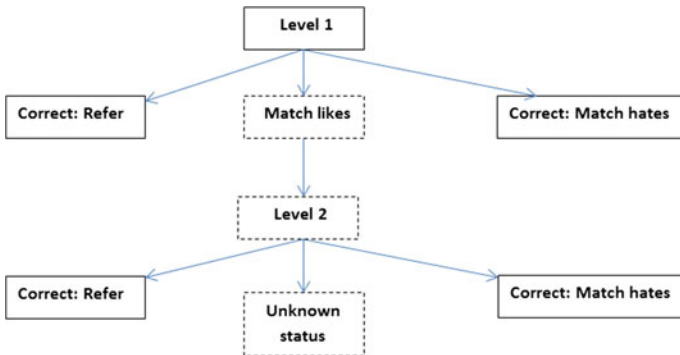 Level 1
Correct: Refer
Match likes
Correct: Match hates
Level 2
Correct: Refer
Unknown
status
Correct: Match hates